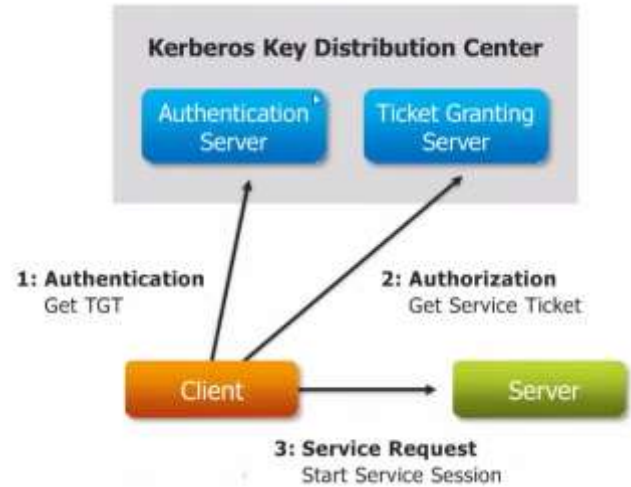 Kerberos Key Distribution Center
Authentication
Server
Ticket Granting
Server
1: Authentication
Get TGT
2: Authorization
Get Service Ticket
Client
Server
3: Service Request
Start Service Session